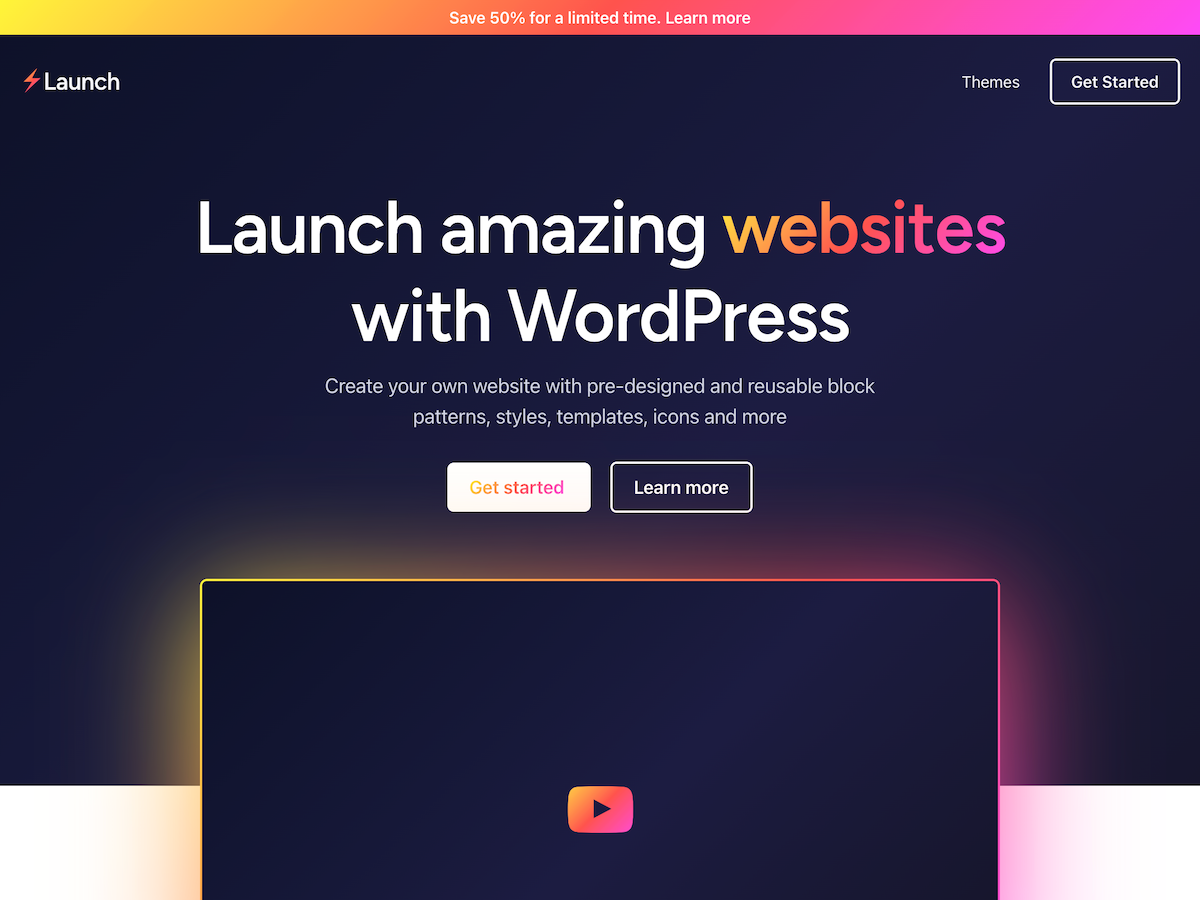 Save 50% for a limited time. Learn more
Launch
Themes
Get Started
Launch amazing websites
with WordPress
Create your own website with pre-designed and reusable block
patterns, styles, templates, icons and more
Get started
Learn more